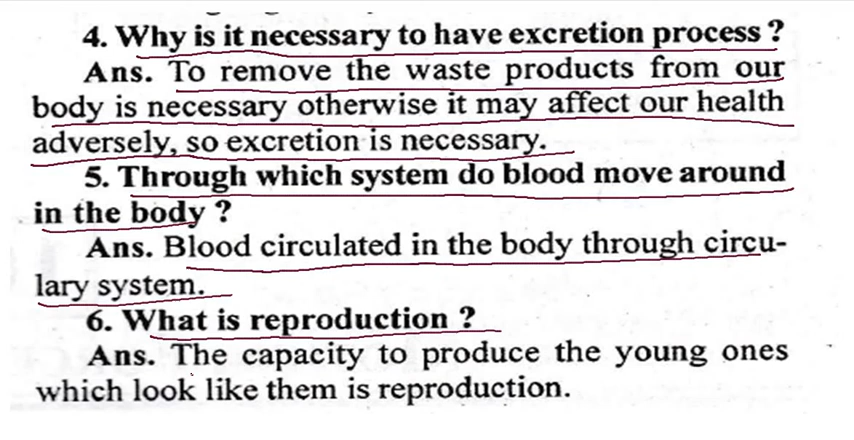 4. Why is it necessary to have excretion process ?
Ans. To remove the waste products from our
body is necessary otherwise it may affect our health
adversely, so excretion is necessary.
5. Through which system do blood move around
in the body ?
Ans. Blood circulated in the body through circu-
lary system.
6. What is reproduction ?
Ans. The capacity to produce the young ones
which look like them is reproduction.